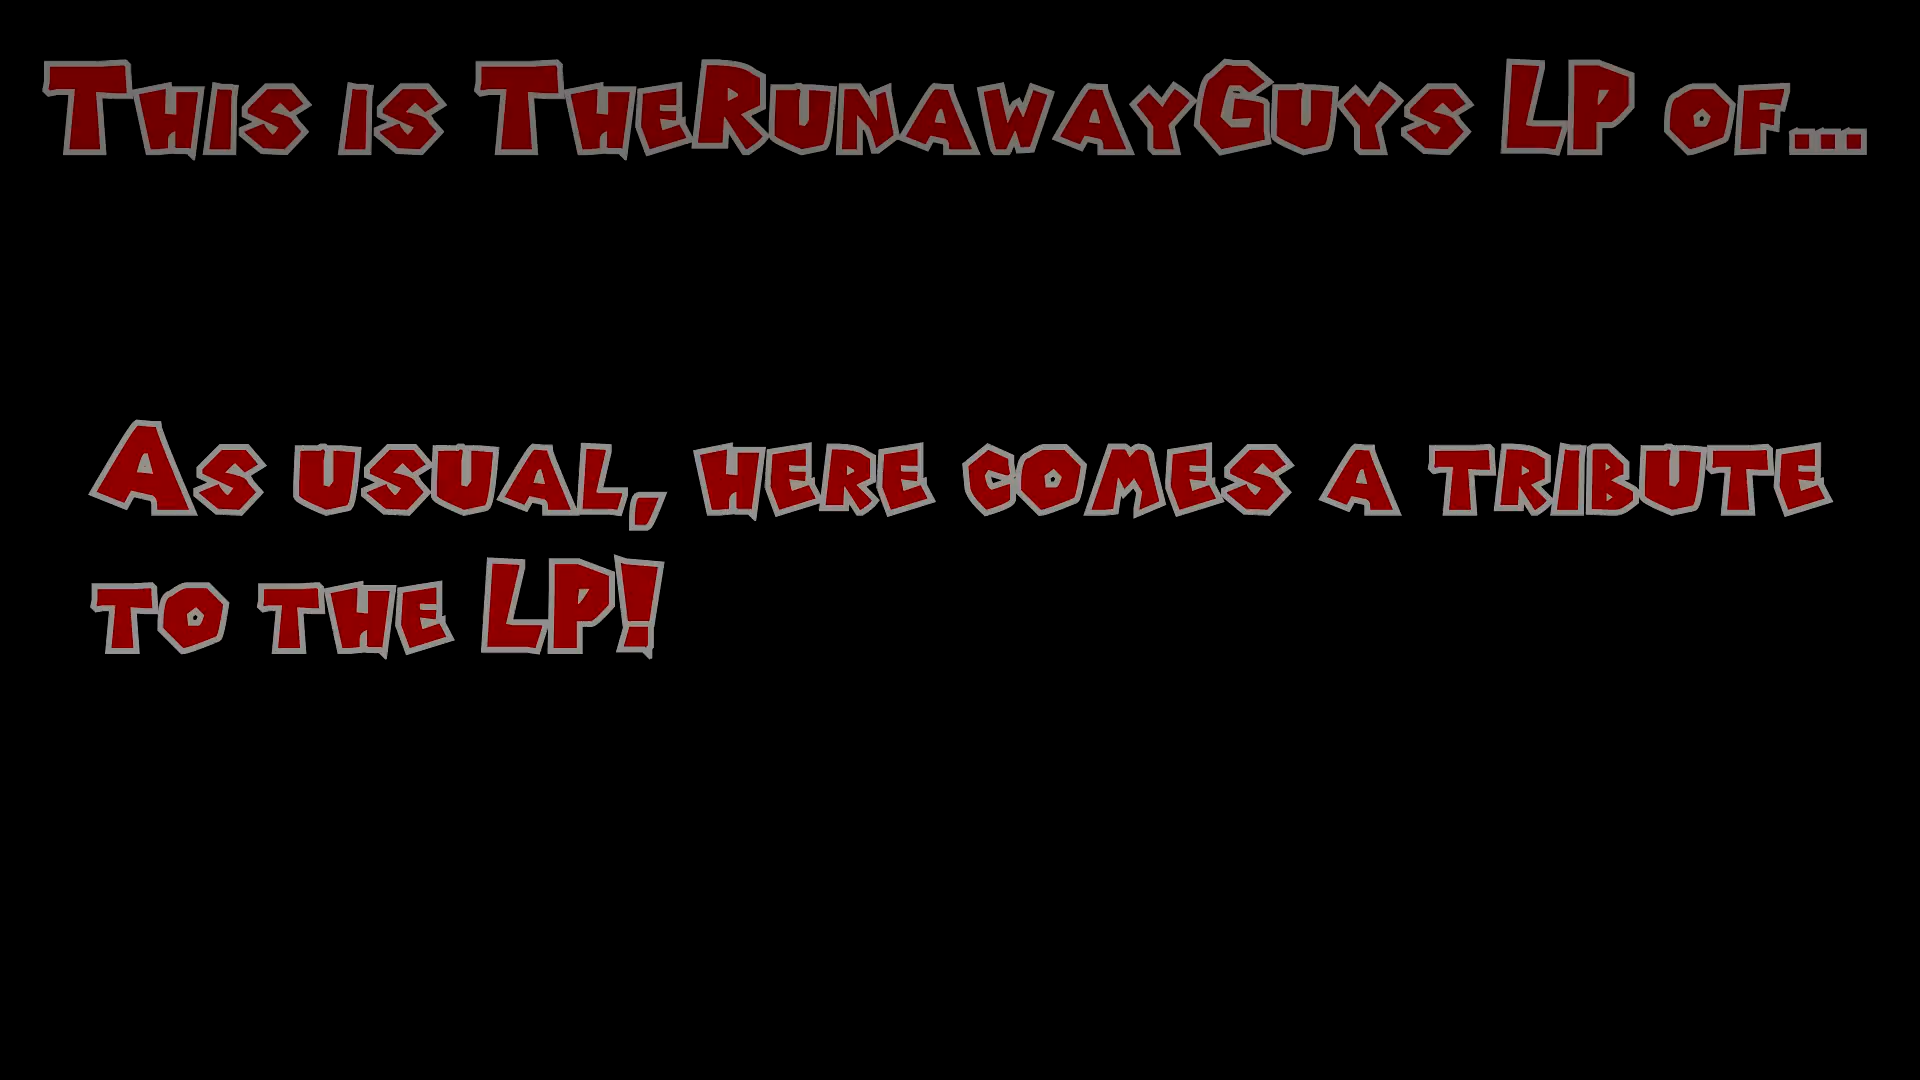 This is TheRunawayGuys LP of...
As usual, here comes a tribute
to the LP!